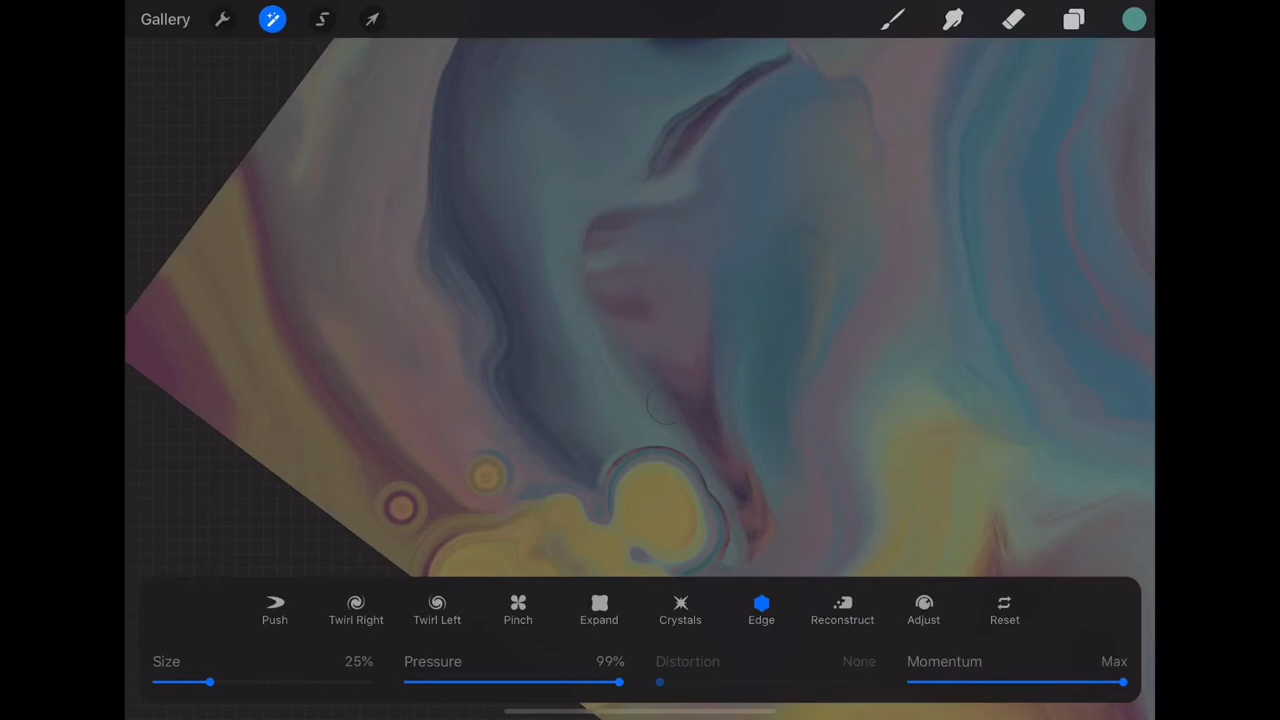 Gallery
Push Twirl Right Twirl Left Pinch Expand Crystals Edge Reconstruct Adjust Reset
Size 25% Pressure 99% Distortion None Momentum Max